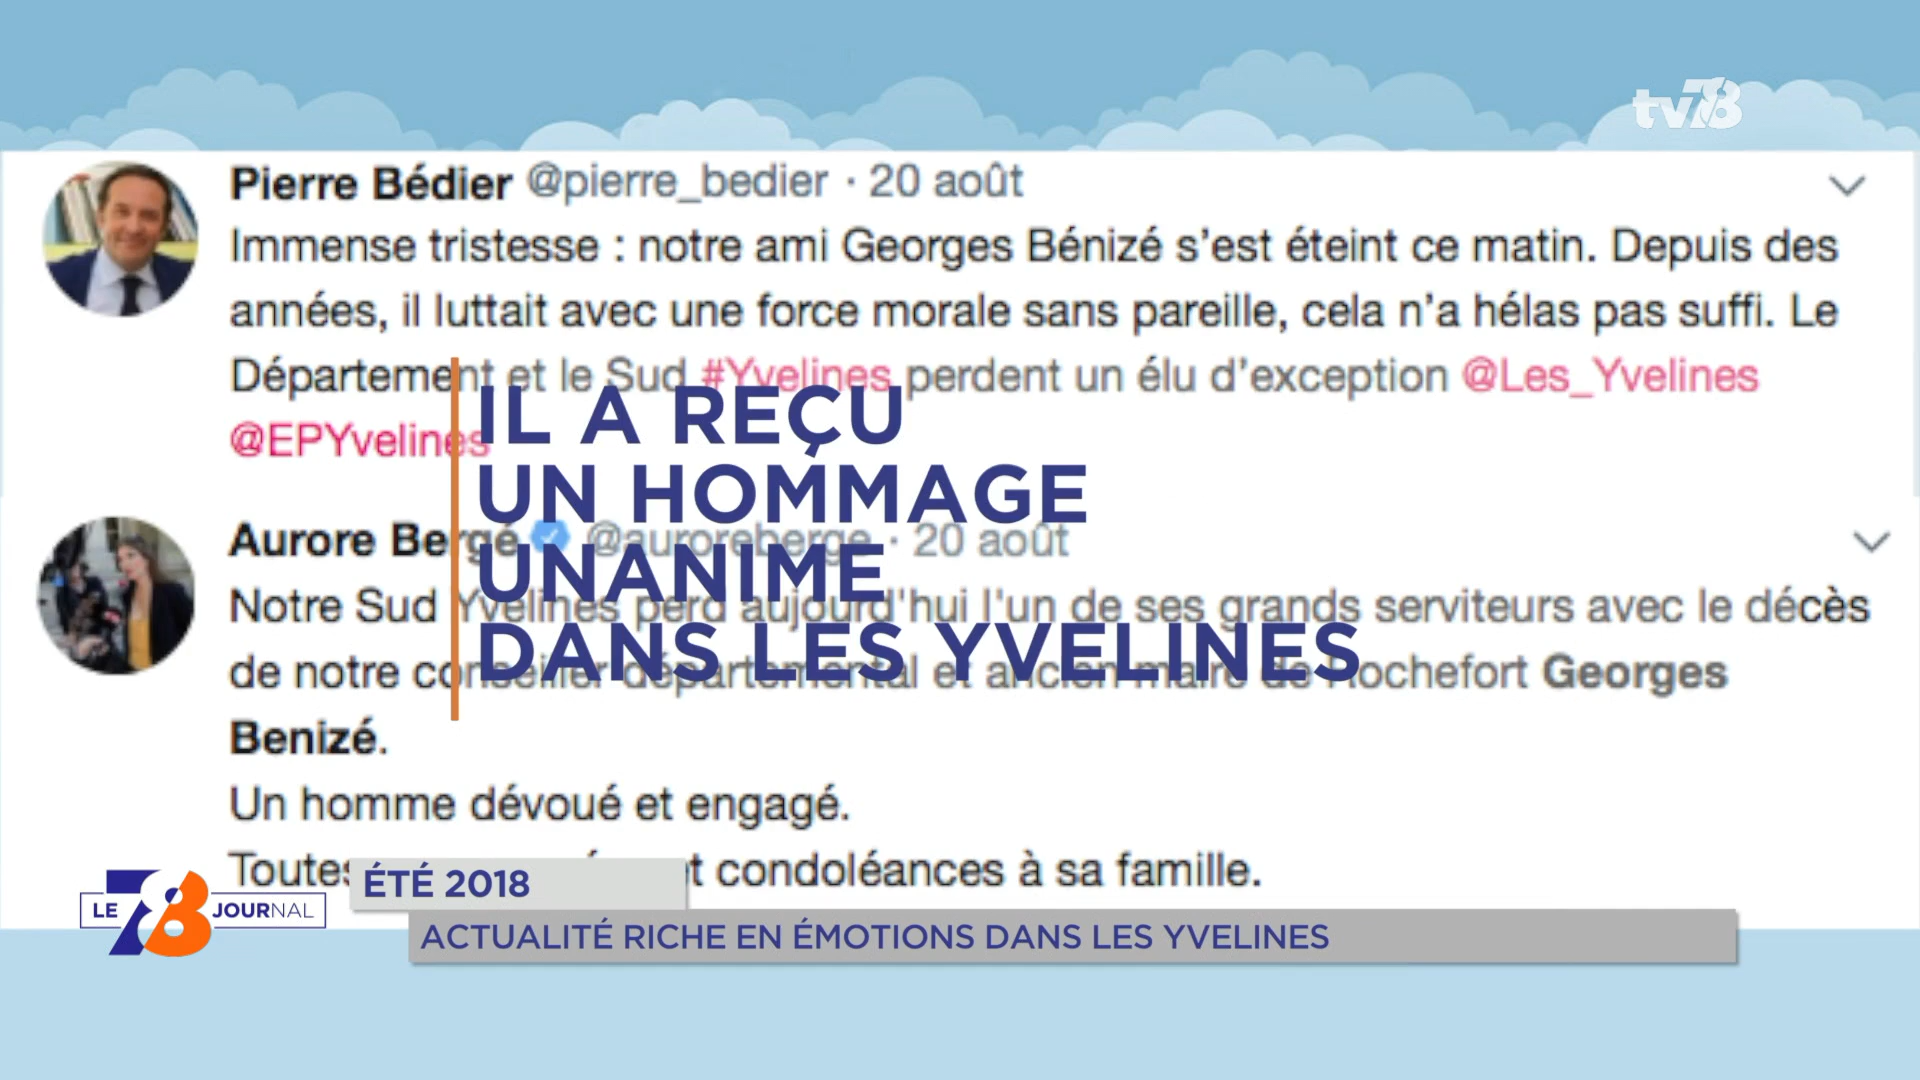 tv78
Pierre Bédier @pierre_bedier · 20 août
Immense tristesse : notre ami Georges Bénizé s’est éteint ce matin. Depuis des
années, il luttait avec une force morale sans pareille, cela n’a hélas pas suffi. Le
Département et le Sud #Yvelines perdent un élu d’exception @Les_Yvelines
@EPYvelines
IL A REÇU
UN HOMMAGE
UNANIME
DANS LES YVELINES
Aurore Bergé @auroreberge · 20 août
Notre Sud Yvelines perd aujourd'hui l'un de ses grands serviteurs avec le décès
de notre conseiller départemental et ancien maire de Rochefort Georges
Benizé.
Un homme dévoué et engagé.
Toutes et condoléances à sa famille.
LE 78 JOURNAL
ÉTÉ 2018
ACTUALITÉ RICHE EN ÉMOTIONS DANS LES YVELINES